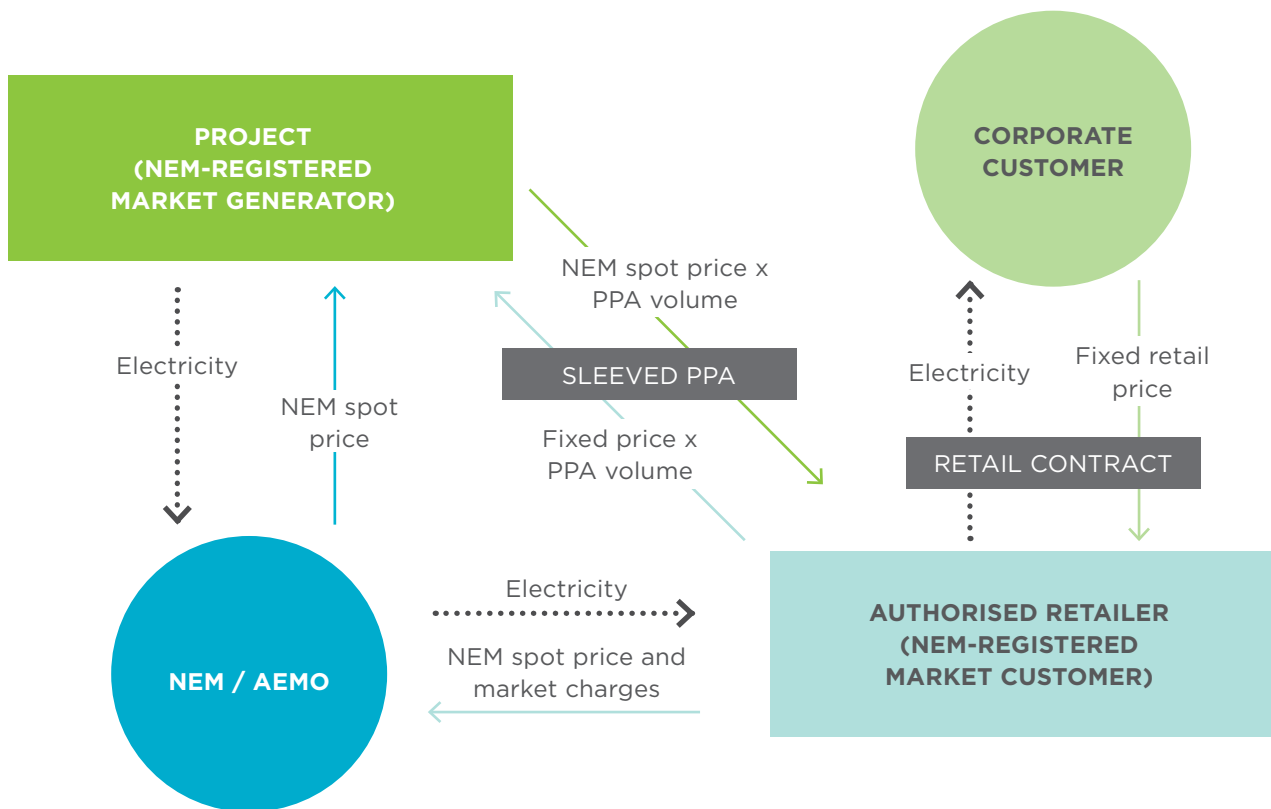 PROJECT
(NEM-REGISTERED
MARKET GENERATOR)
CORPORATE
CUSTOMER
NEM spot price x
PPA volume
Electricity
NEM spot
price
SLEEVED PPA
Fixed price x
PPA volume
Electricity
Fixed retail
price
RETAIL CONTRACT
NEM / AEMO
Electricity
NEM spot price and
market charges
AUTHORISED RETAILER
(NEM-REGISTERED
MARKET CUSTOMER)